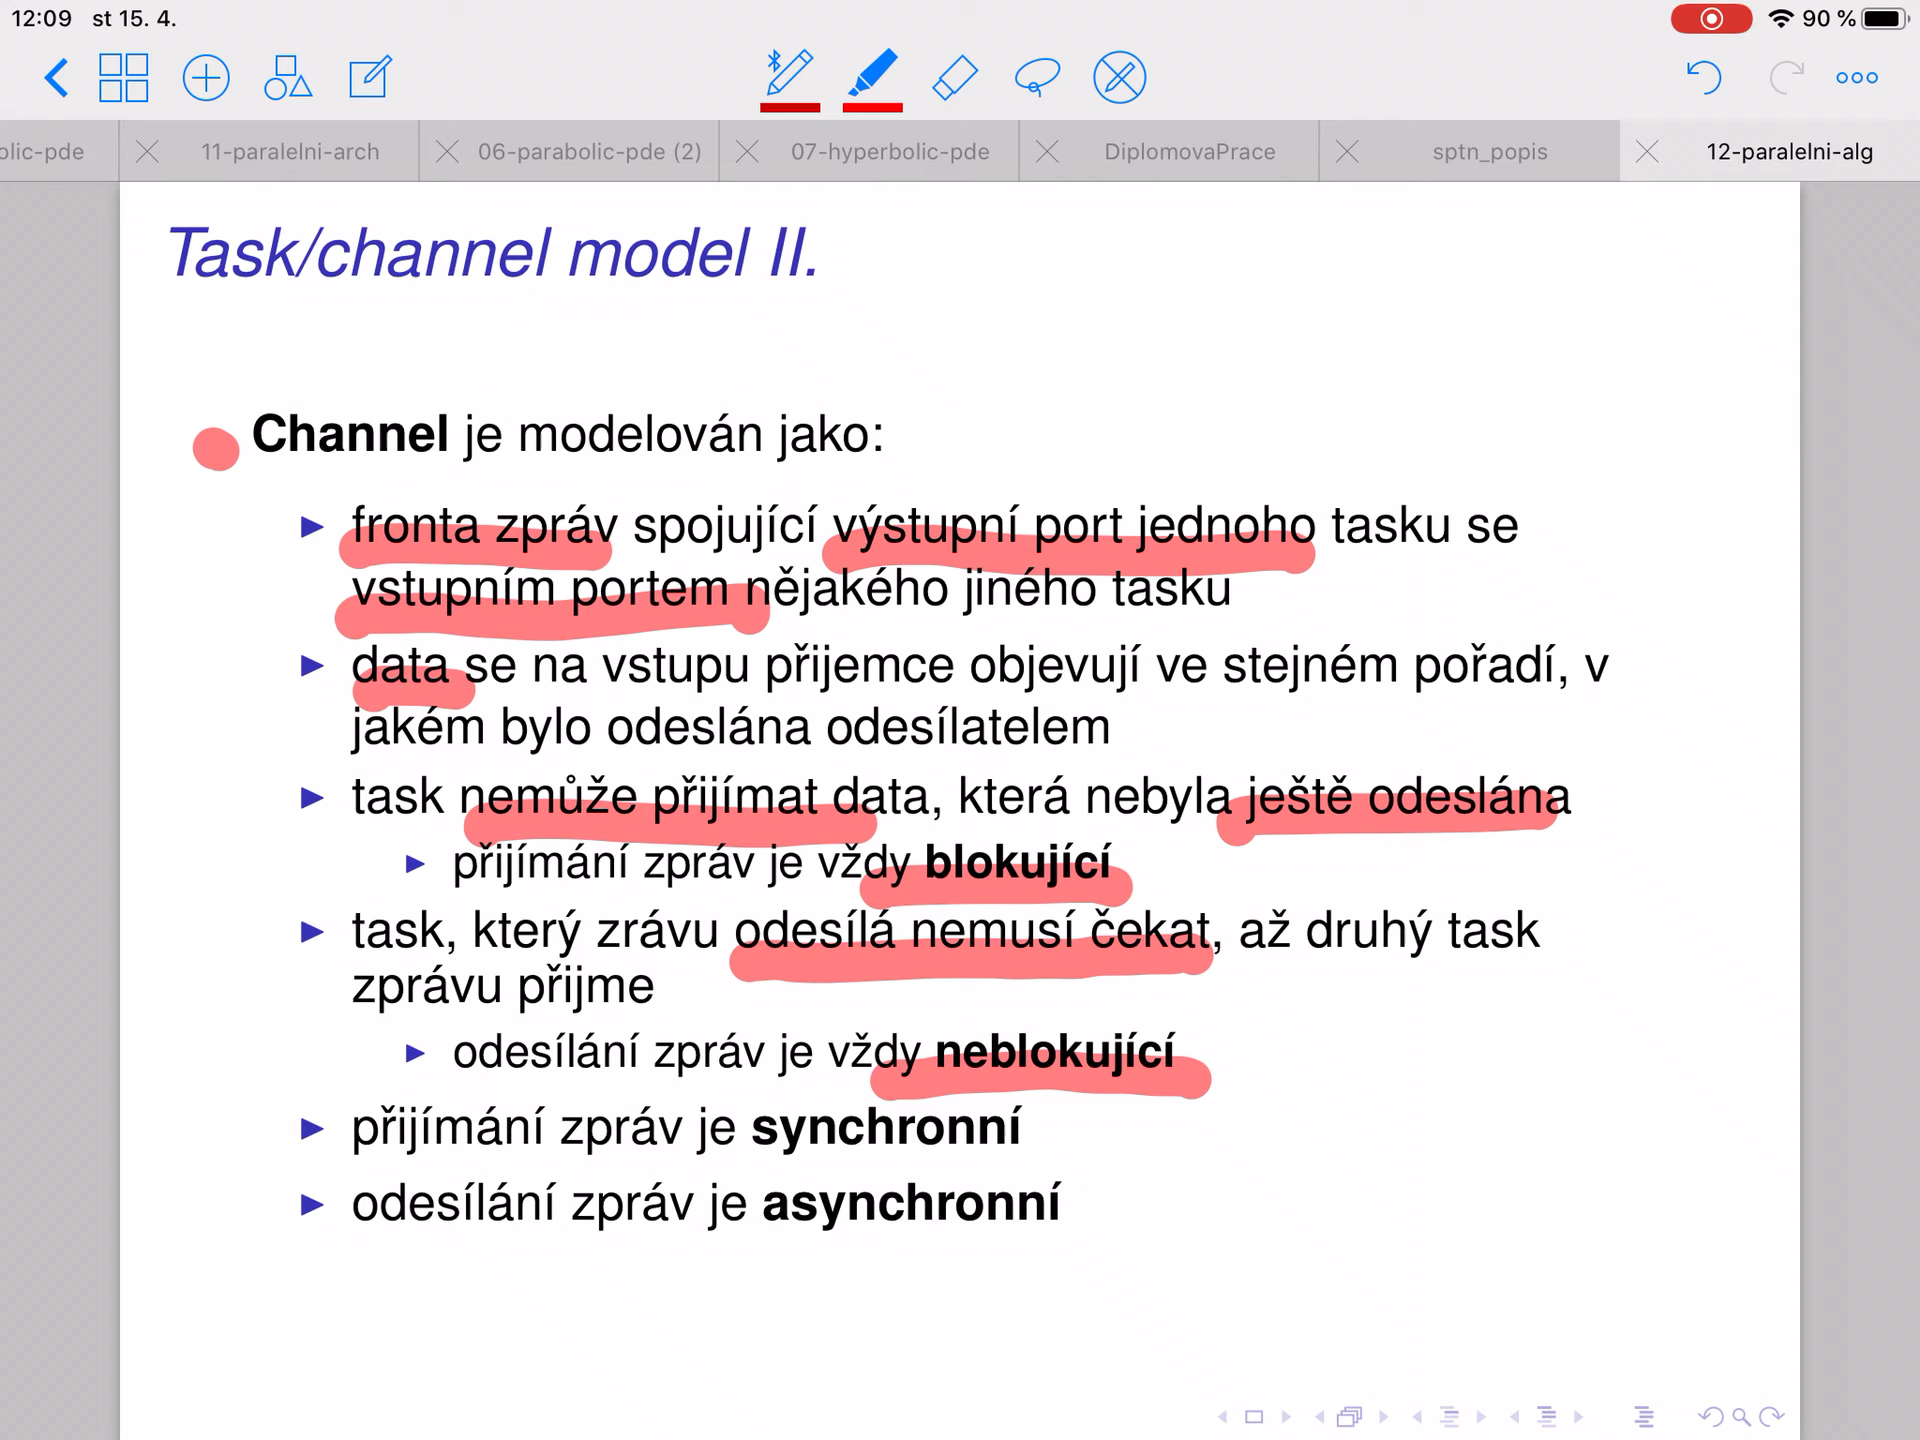 12:09 st 15. 4.
90 %
olic-pde
11-paralelni-arch
06-parabolic-pde (2)
07-hyperbolic-pde
DiplomovaPrace
sptn_popis
12-paralelni-alg
Task/channel model II.
Channel je modelován jako:
fronta zpráv spojující výstupní port jednoho tasku se
vstupním portem nějakého jiného tasku
data se na vstupu přijemce objevují ve stejném pořadí, v
jakém bylo odeslána odesílatelem
task nemůže přijímat data, která nebyla ještě odeslána
přijímání zpráv je vždy blokující
task, který zrávu odesílá nemusí čekat, až druhý task
zprávu přijme
odesílání zpráv je vždy neblokující
přijímání zpráv je synchronní
odesílání zpráv je asynchronní